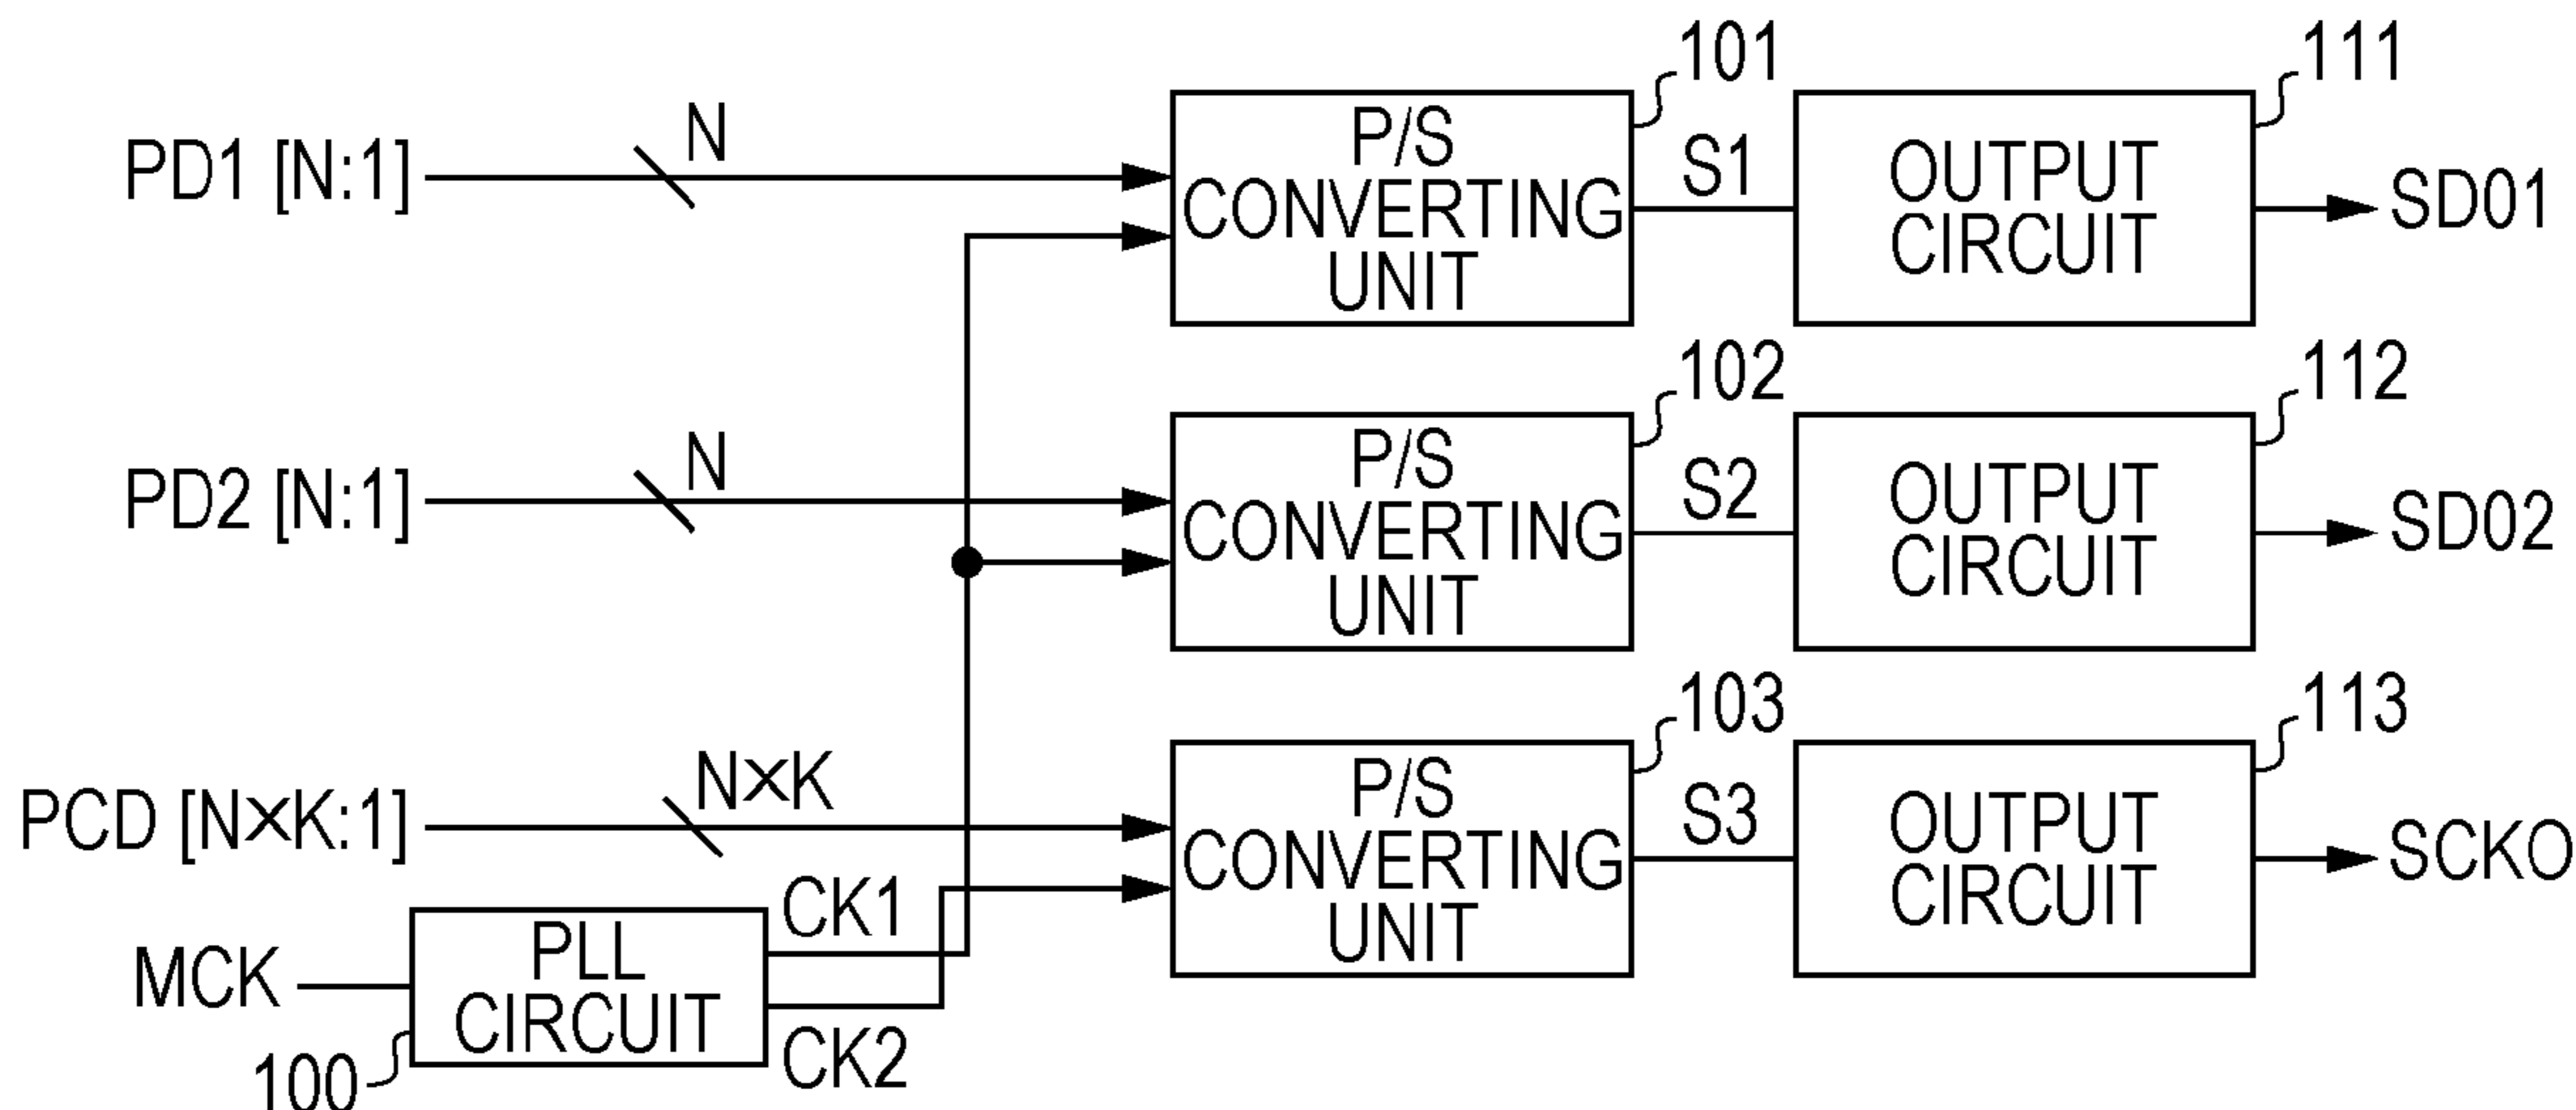 PD1 [N:1]
N
P/S
CONVERTING
UNIT
101
S1
OUTPUT
CIRCUIT
111
SD01
PD2 [N:1]
N
P/S
CONVERTING
UNIT
102
S2
OUTPUT
CIRCUIT
112
SD02
PCD [N×K:1]
N×K
P/S
CONVERTING
UNIT
103
S3
OUTPUT
CIRCUIT
113
SCKO
MCK
PLL
CIRCUIT
100
CK1
CK2